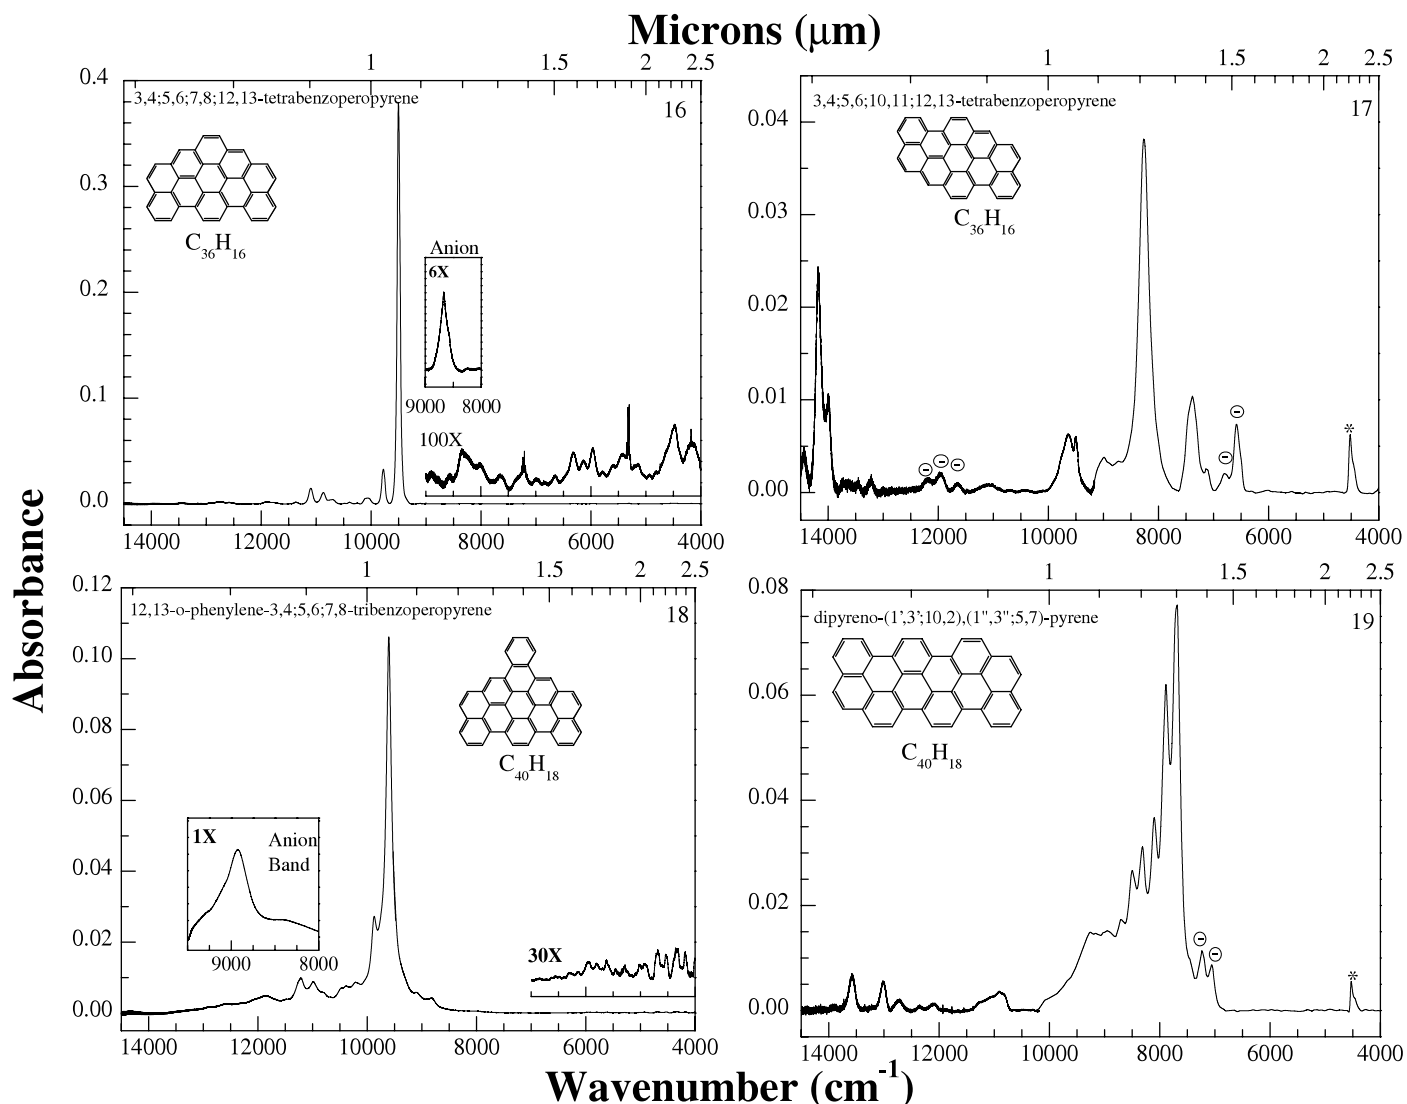 Microns (μm)
1 1.5 2 2.5
1 1.5 2 2.5
0.4
3,4;5,6;7,8;12,13-tetrabenzoperopyrene
16
C36H16
0.3
0.2
0.1
0.0
Anion
6X
9000 8000
100X
14000 12000 10000 8000 6000 4000
3,4;5,6;10,11;12,13-tetrabenzoperopyrene
17
C36H16
0.04
0.03
0.02
0.01
0.00
*
14000 12000 10000 8000 6000 4000
Absorbance
1 1.5 2 2.5
1 1.5 2 2.5
0.12
12,13-o-phenylene-3,4;5,6;7,8-tribenzoperopyrene
18
C40H18
0.10
0.08
0.06
0.04
0.02
0.00
1X
Anion
Band
9000 8000
30X
14000 12000 10000 8000 6000 4000
0.08
dipyreno-(1',3';10,2),(1'',3'';5,7)-pyrene
19
C40H18
0.06
0.04
0.02
0.00
*
14000 12000 10000 8000 6000 4000
Wavenumber (cm-1)